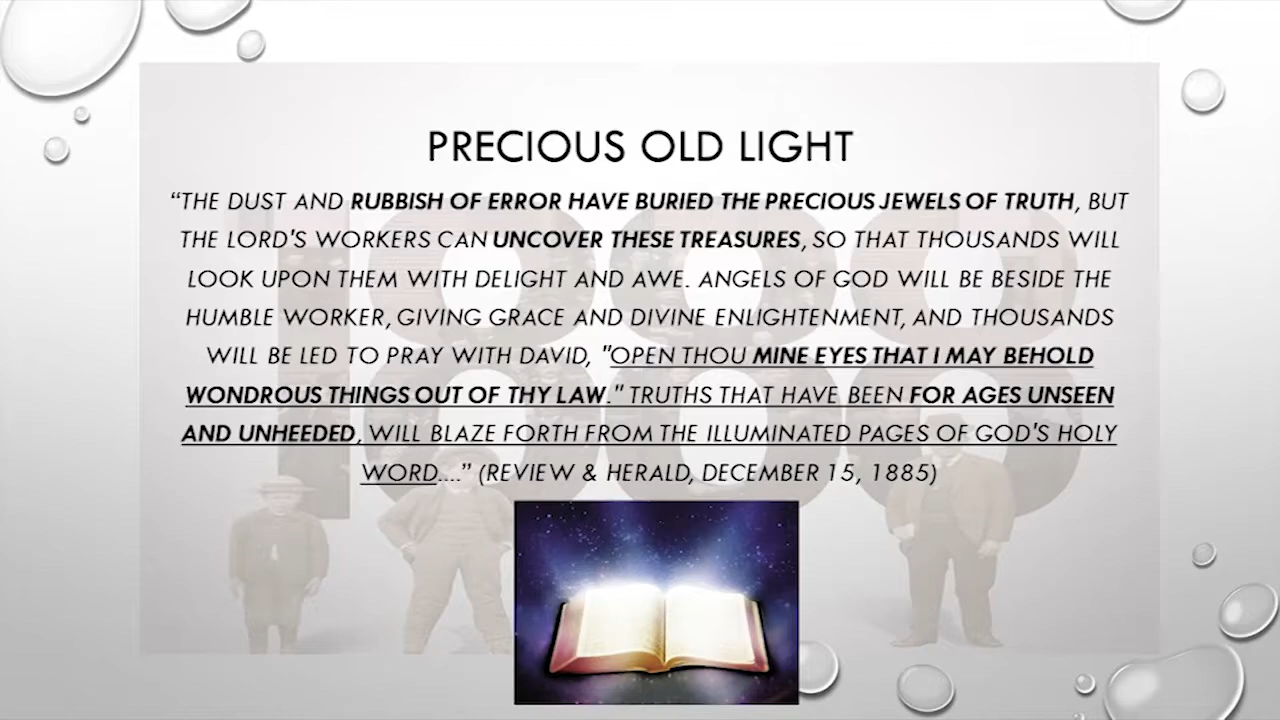 PRECIOUS OLD LIGHT
“THE DUST AND RUBBISH OF ERROR HAVE BURIED THE PRECIOUS JEWELS OF TRUTH, BUT
THE LORD'S WORKERS CAN UNCOVER THESE TREASURES, SO THAT THOUSANDS WILL
LOOK UPON THEM WITH DELIGHT AND AWE. ANGELS OF GOD WILL BE BESIDE THE
HUMBLE WORKER, GIVING GRACE AND DIVINE ENLIGHTENMENT, AND THOUSANDS
WILL BE LED TO PRAY WITH DAVID, "OPEN THOU MINE EYES THAT I MAY BEHOLD
WONDROUS THINGS OUT OF THY LAW." TRUTHS THAT HAVE BEEN FOR AGES UNSEEN
AND UNHEEDED, WILL BLAZE FORTH FROM THE ILLUMINATED PAGES OF GOD'S HOLY
WORD....” (REVIEW & HERALD, DECEMBER 15, 1885)
1888